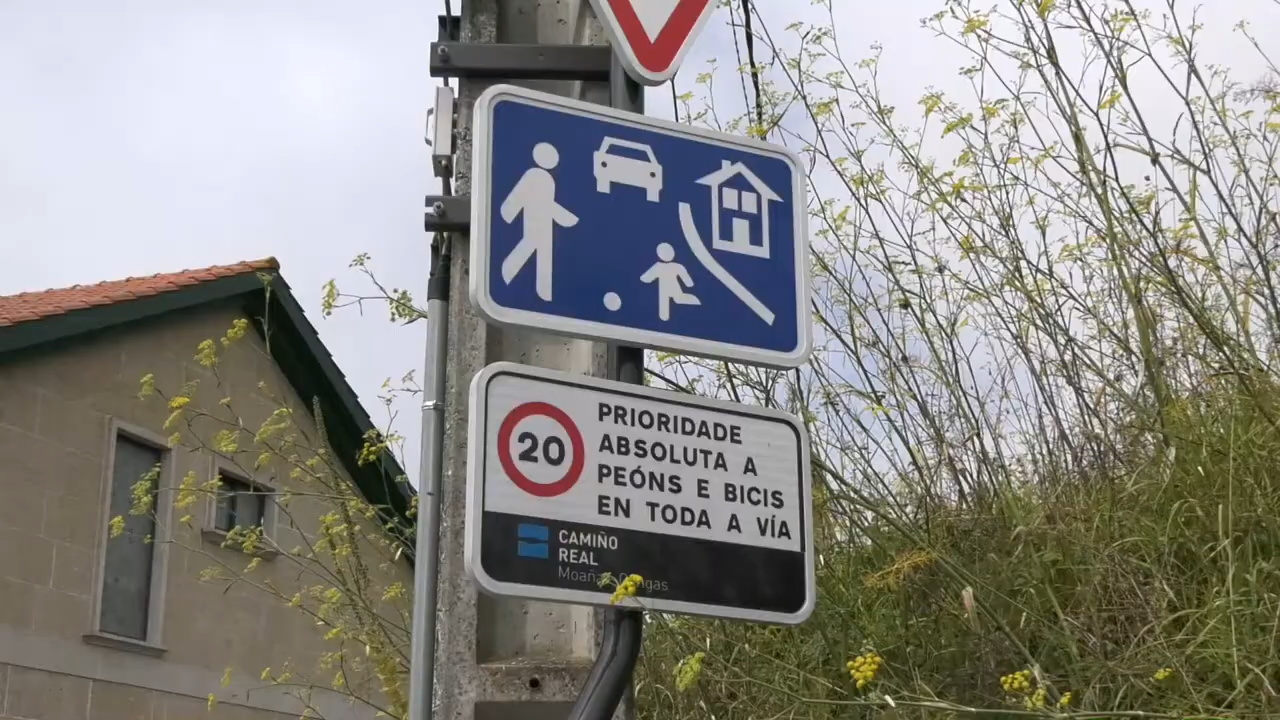 20
PRIORIDADE
ABSOLUTA A
PEÓNS E BICIS
EN TODA A VÍA
CAMIÑO
REAL